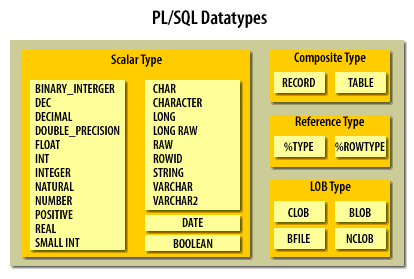 PL/SQL Datatypes
Scalar Type
BINARY_INTERGER
DEC
DECIMAL
DOUBLE_PRECISION
FLOAT
INT
INTEGER
NATURAL
NUMBER
POSITIVE
REAL
SMALL INT
CHAR
CHARACTER
LONG
LONG RAW
RAW
ROWID
STRING
VARCHAR
VARCHAR2
DATE
BOOLEAN
Composite Type
RECORD
TABLE
Reference Type
%TYPE
%ROWTYPE
LOB Type
CLOB
BLOB
BFILE
NCLOB